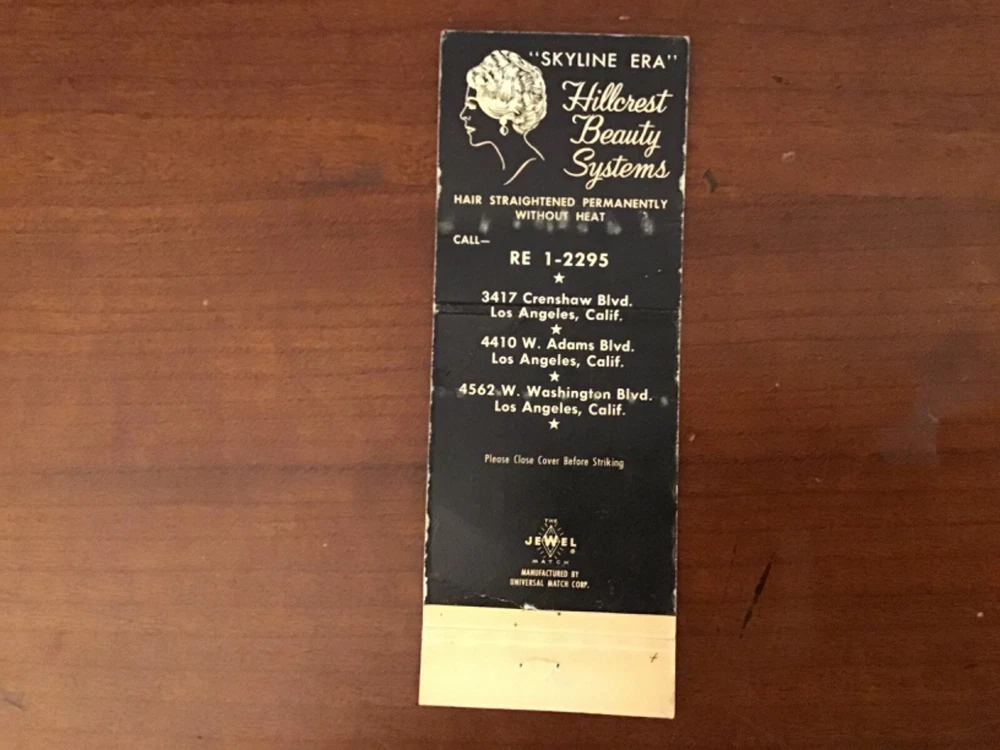 "SKYLINE ERA"
Hillcrest
Beauty
Systems
HAIR STRAIGHTENED PERMANENTLY
WITHOUT HEAT
CALL—
RE 1-2295
3417 Crenshaw Blvd.
Los Angeles, Calif.
4410 W. Adams Blvd.
Los Angeles, Calif.
4562 W. Washington Blvd.
Los Angeles, Calif.
Please Close Cover Before Striking
THE
JEWEL®
MATCH
MANUFACTURED BY
UNIVERSAL MATCH CORP.